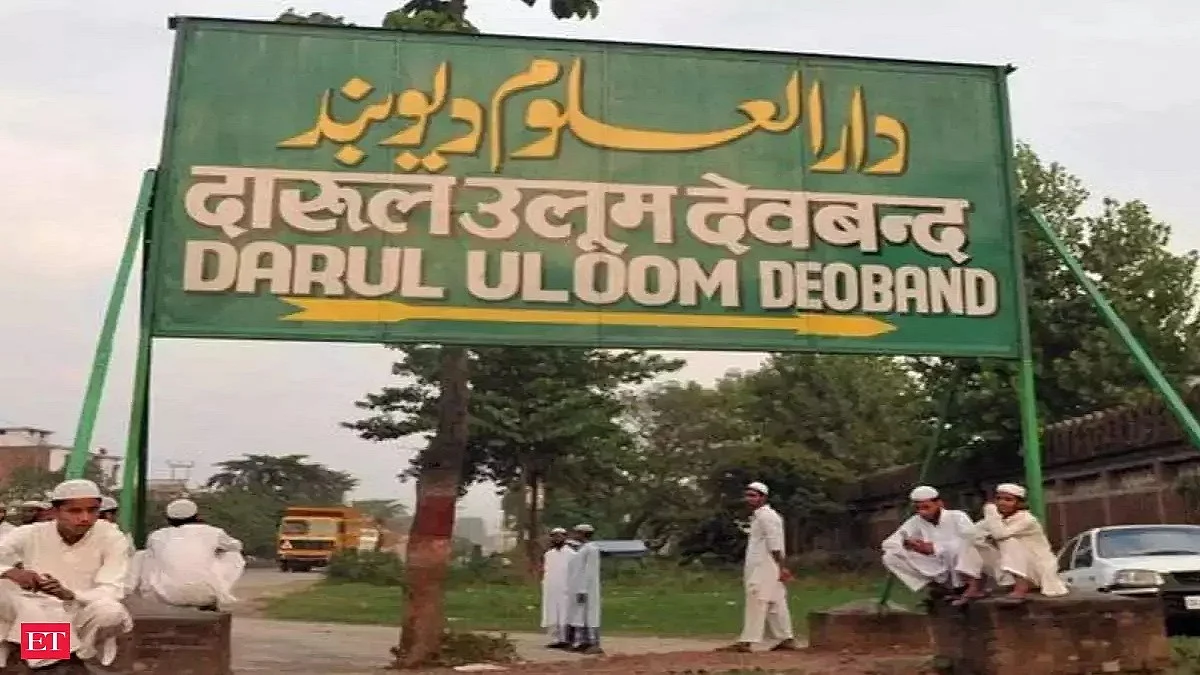 دارالعلوم دیوبند
दारूल उलूम देवबन्द
DARUL ULOOM DEOBAND
ET